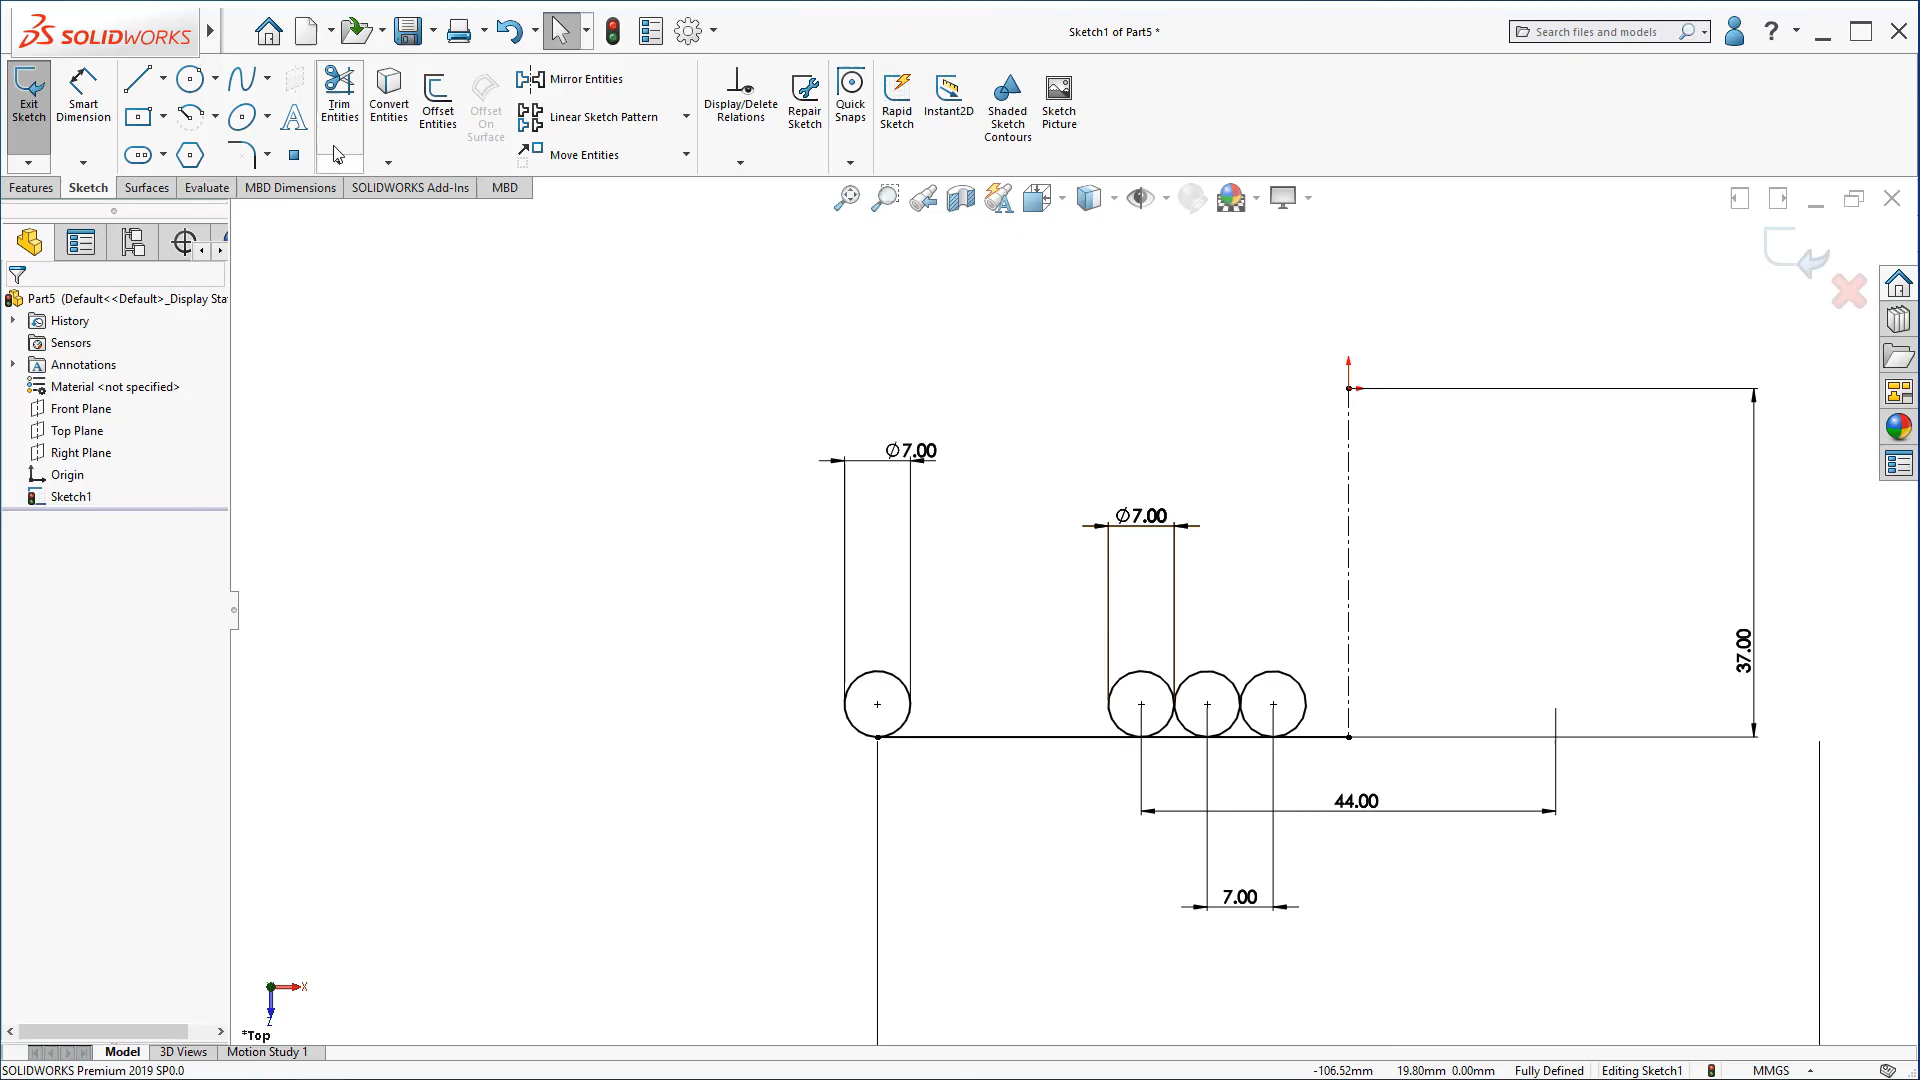 SOLIDWORKS
Sketch1 of Part5 *
Search files and models
?
Exit
Sketch
Smart
Dimension
Trim
Entities
Convert
Entities
Offset
Entities
Offset
On
Surface
Mirror Entities
Linear Sketch Pattern
Move Entities
Display/Delete
Relations
Repair
Sketch
Quick
Snaps
Rapid
Sketch
Instant2D
Shaded
Sketch
Contours
Sketch
Picture
Features
Sketch
Surfaces
Evaluate
MBD Dimensions
SOLIDWORKS Add-Ins
MBD
Part5 (Default<<Default>_Display Sta
History
Sensors
Annotations
Material <not specified>
Front Plane
Top Plane
Right Plane
Origin
Sketch1
∅7.00
∅7.00
37.00
44.00
7.00
X
Z
*Top
Model
3D Views
Motion Study 1
SOLIDWORKS Premium 2019 SP0.0
-106.52mm
19.80mm 0.00mm
Fully Defined
Editing Sketch1
MMGS